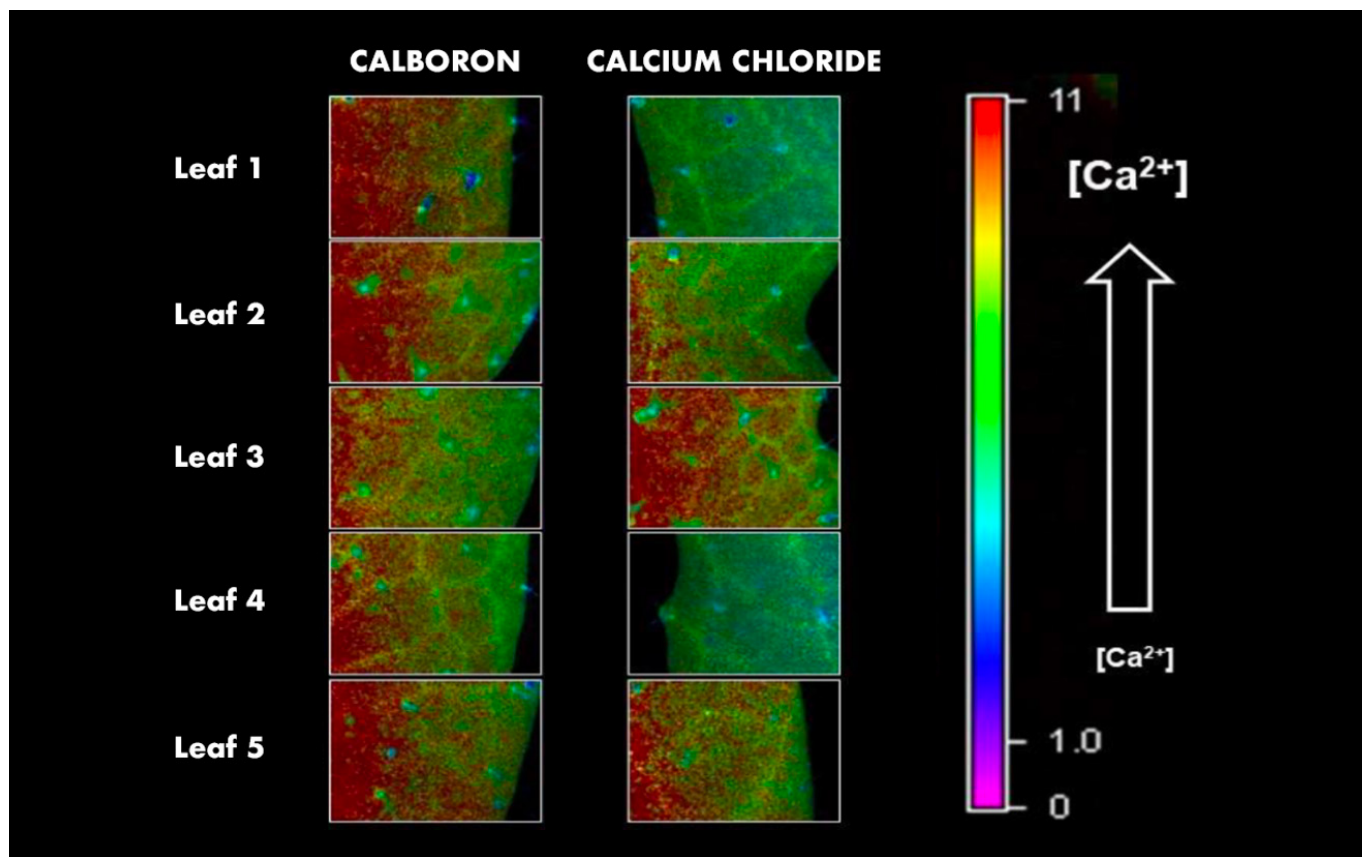 CALBORON CALCIUM CHLORIDE
Leaf 1
Leaf 2
Leaf 3
Leaf 4
Leaf 5
11
[Ca²⁺]
[Ca²⁺]
1.0
0